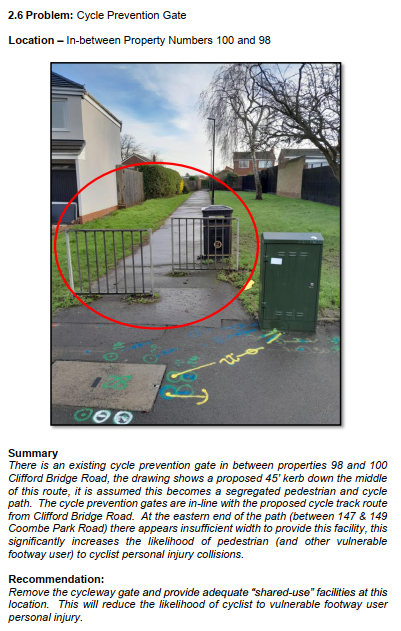 2.6 Problem: Cycle Prevention Gate
Location – In-between Property Numbers 100 and 98
Summary
There is an existing cycle prevention gate in between properties 98 and 100
Clifford Bridge Road, the drawing shows a proposed 45' kerb down the middle
of this route, it is assumed this becomes a segregated pedestrian and cycle
path. The cycle prevention gates are in-line with the proposed cycle track route
from Clifford Bridge Road. At the eastern end of the path (between 147 & 149
Coombe Park Road) there appears insufficient width to provide this facility, this
significantly increases the likelihood of pedestrian (and other vulnerable
footway user) to cyclist personal injury collisions.
Recommendation:
Remove the cycleway gate and provide adequate “shared-use” facilities at this
location. This will reduce the likelihood of cyclist to vulnerable footway user
personal injury.